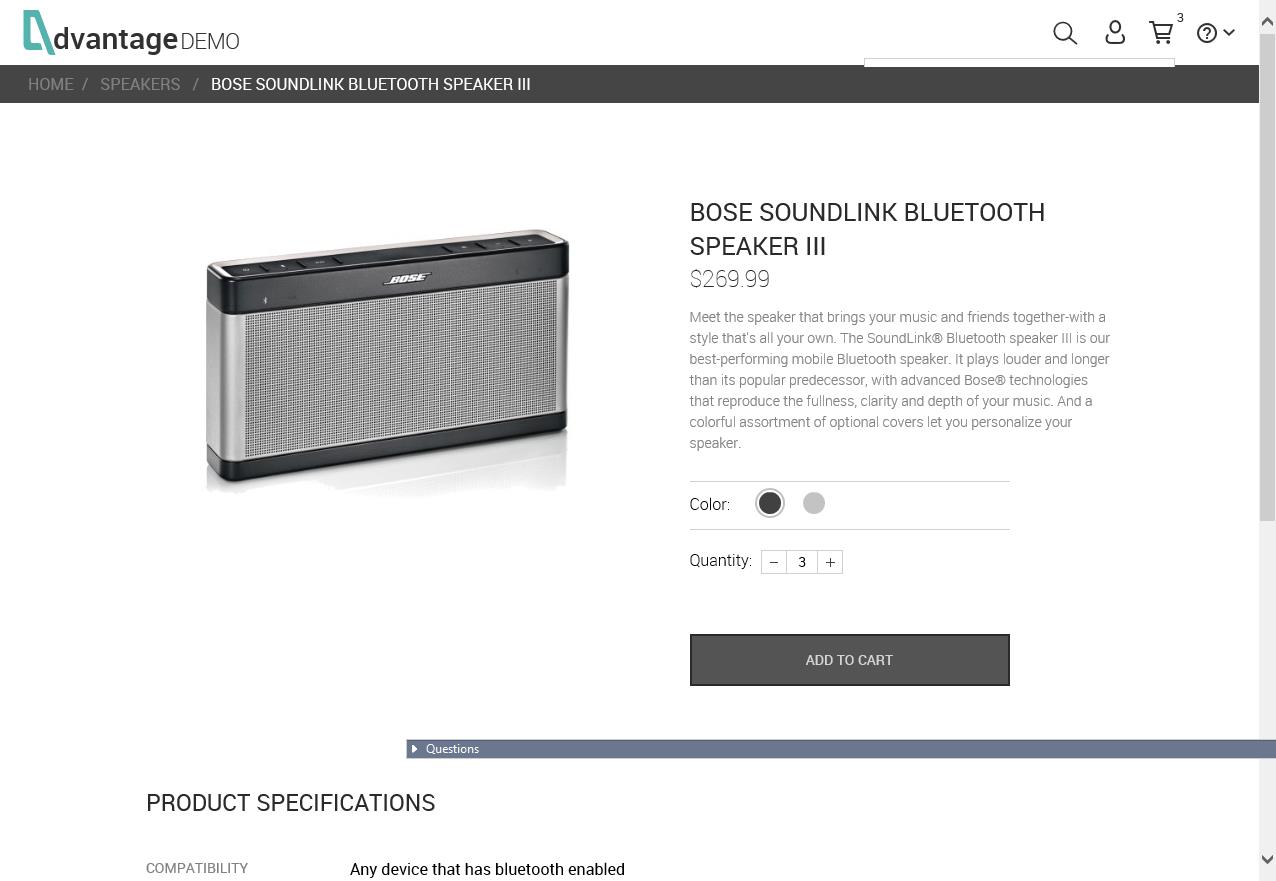 dvantage DEMO
3
HOME / SPEAKERS / BOSE SOUNDLINK BLUETOOTH SPEAKER III
BOSE
BOSE SOUNDLINK BLUETOOTH
SPEAKER III
$269.99
Meet the speaker that brings your music and friends together-with a
style that's all your own. The SoundLink® Bluetooth speaker III is our
best-performing mobile Bluetooth speaker. It plays louder and longer
than its popular predecessor, with advanced Bose® technologies
that reproduce the fullness, clarity and depth of your music. And a
colorful assortment of optional covers let you personalize your
speaker.
Color:
Quantity: − 3 +
ADD TO CART
Questions
PRODUCT SPECIFICATIONS
COMPATIBILITY Any device that has bluetooth enabled